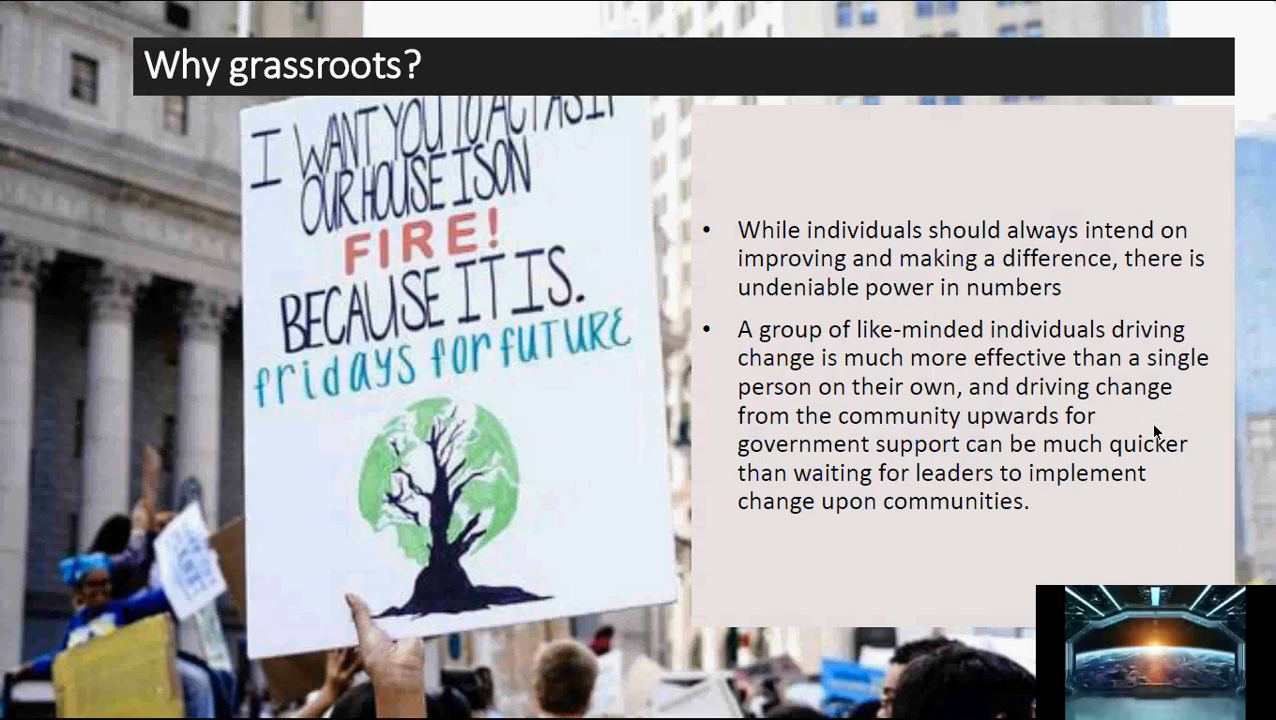 Why grassroots?
I WANT YOU TO ACT AS IF
OUR HOUSE IS ON
FIRE!
BECAUSE IT IS.
fridays for future
• While individuals should always intend on
improving and making a difference, there is
undeniable power in numbers
• A group of like-minded individuals driving
change is much more effective than a single
person on their own, and driving change
from the community upwards for
government support can be much quicker
than waiting for leaders to implement
change upon communities.